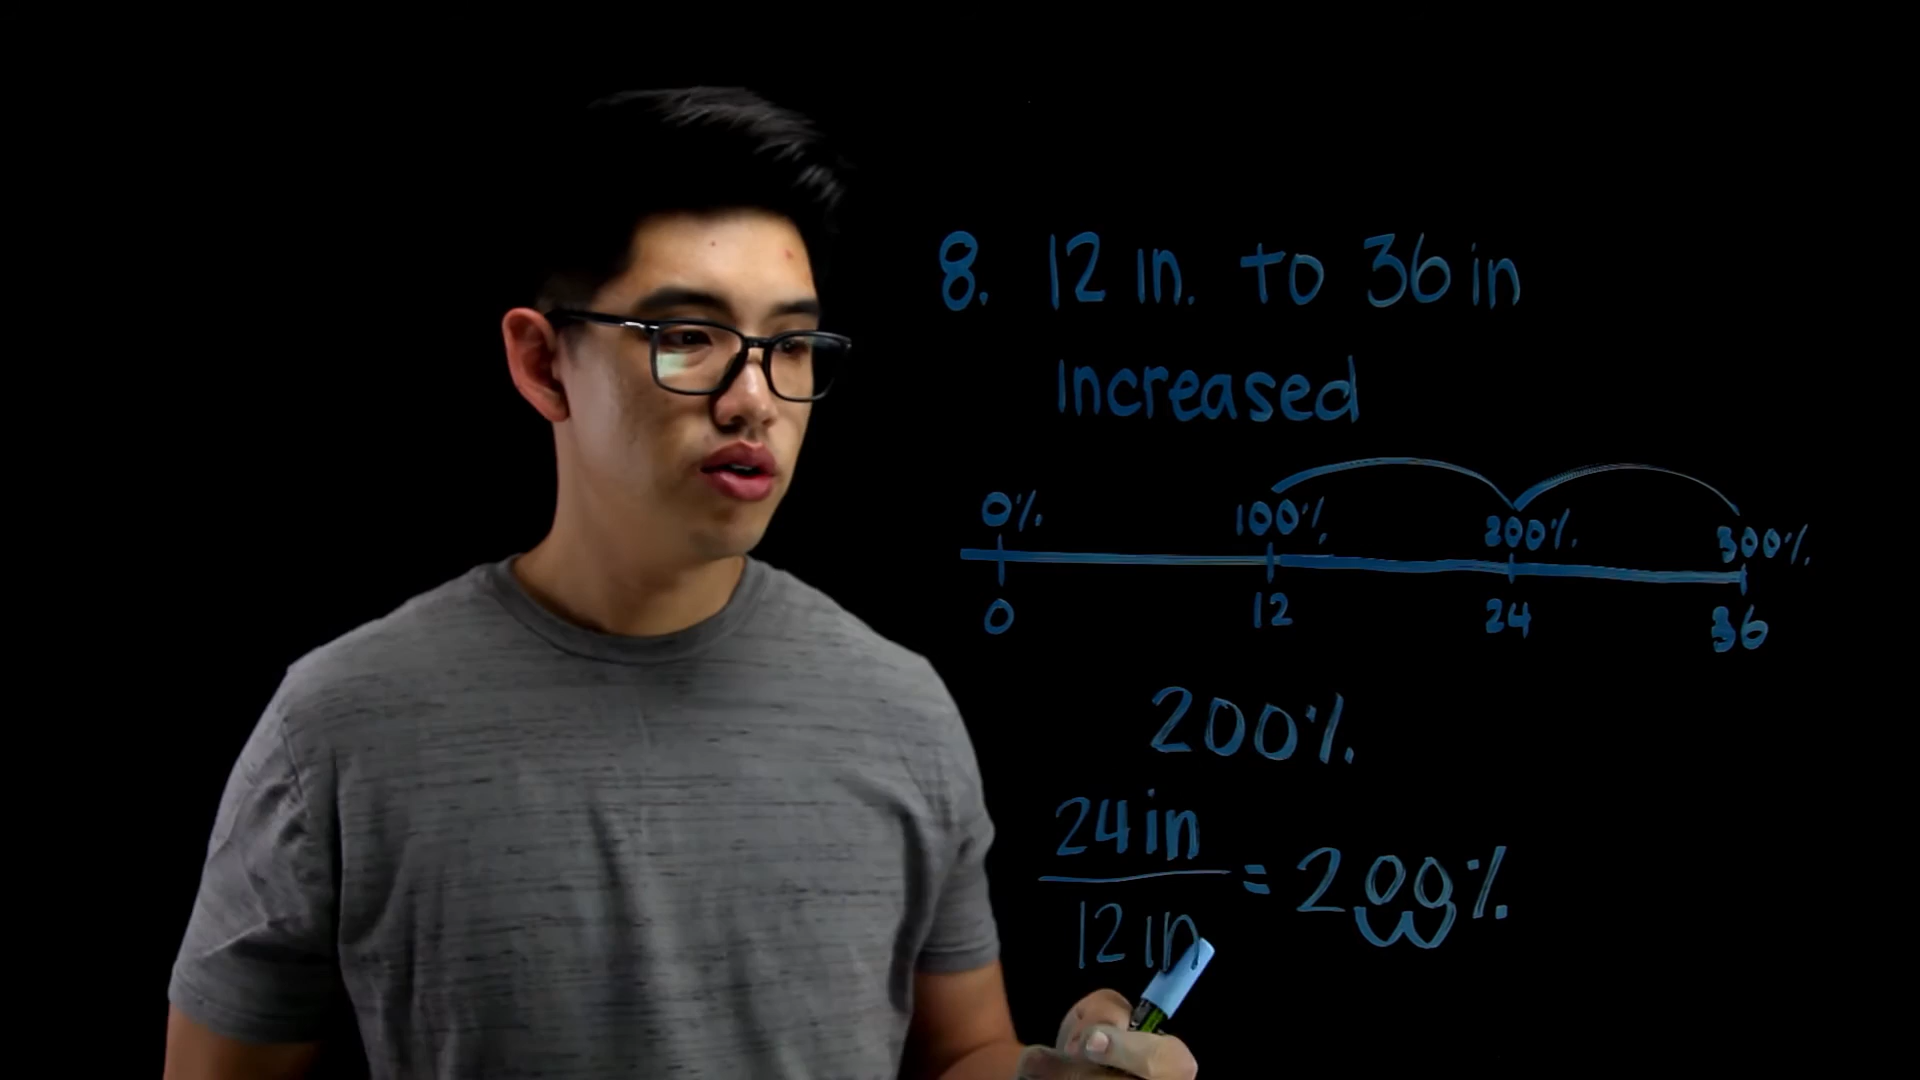 8. 12 in. to 36 in
increased
0% 100% 200% 300%
0 12 24 36
200%
24 in
12 in
= 200%